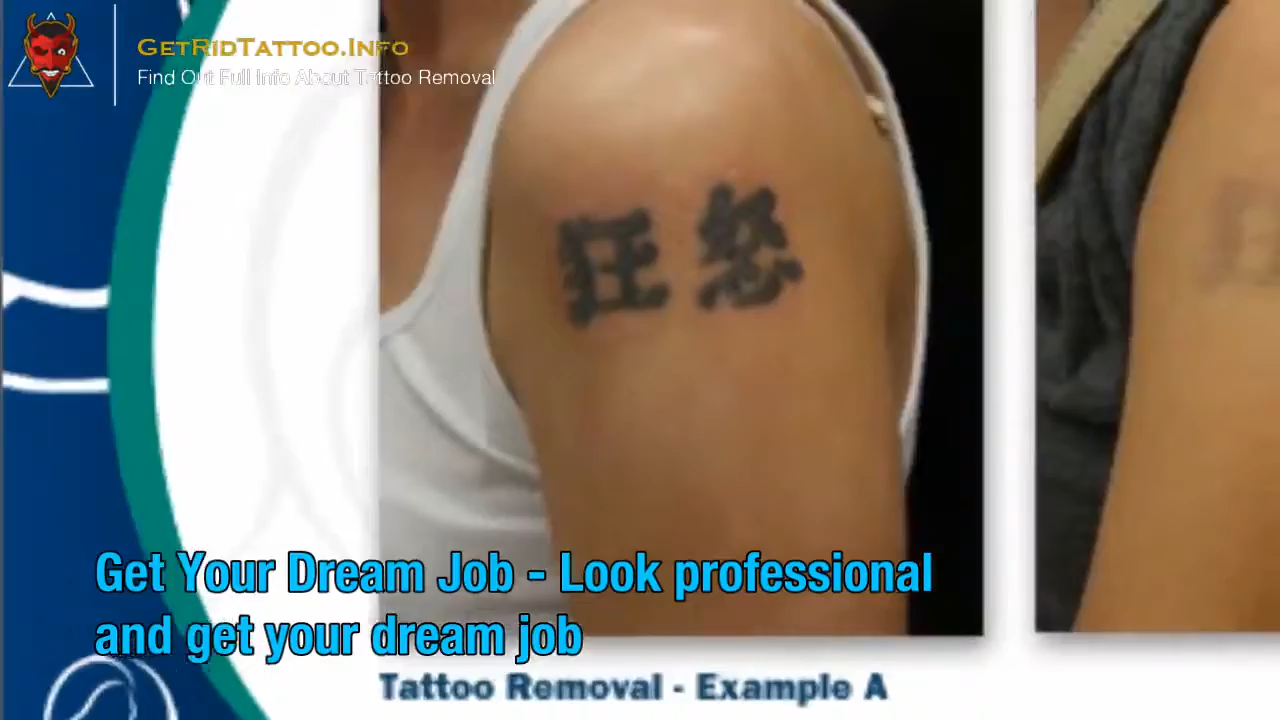 GetRidTattoo.Info
Find Out Full Info About Tattoo Removal
狂 怒
Get Your Dream Job - Look professional
and get your dream job
Tattoo Removal - Example A